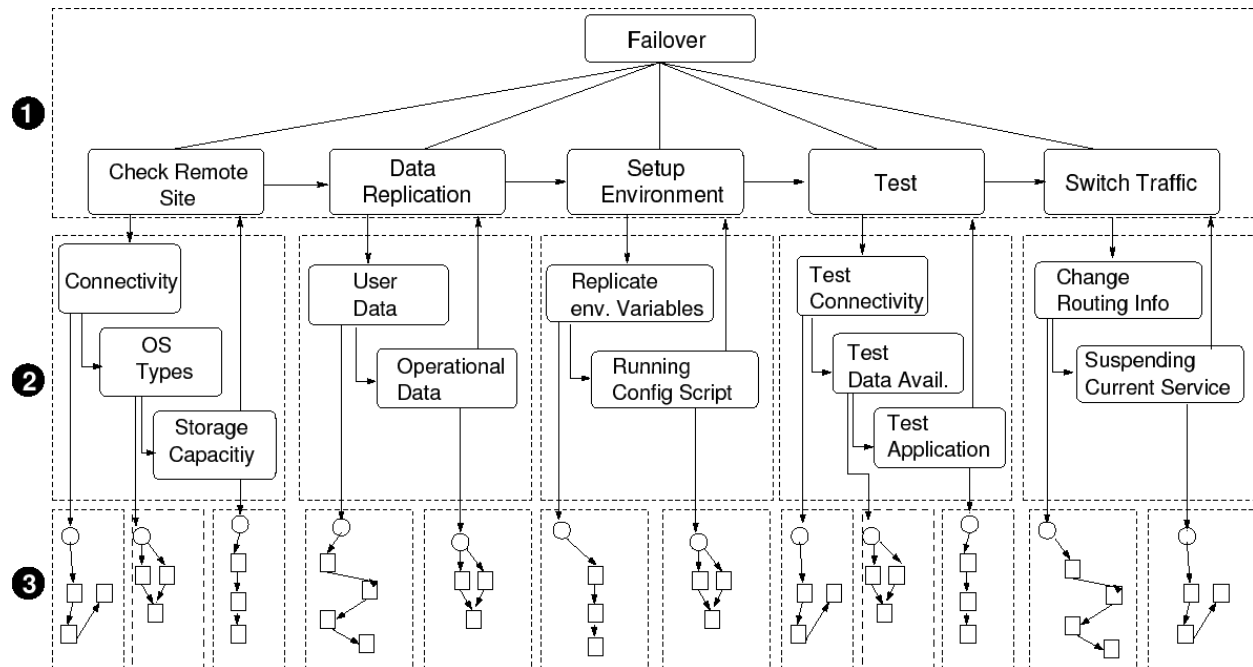 Failover
1
Check Remote
Site
Data
Replication
Setup
Environment
Test
Switch Traffic
Connectivity
OS
Types
Storage
Capacitiy
User
Data
Operational
Data
Replicate
env. Variables
Running
Config Script
Test
Connectivity
Test
Data Avail.
Test
Application
Change
Routing Info
Suspending
Current Service
2
3